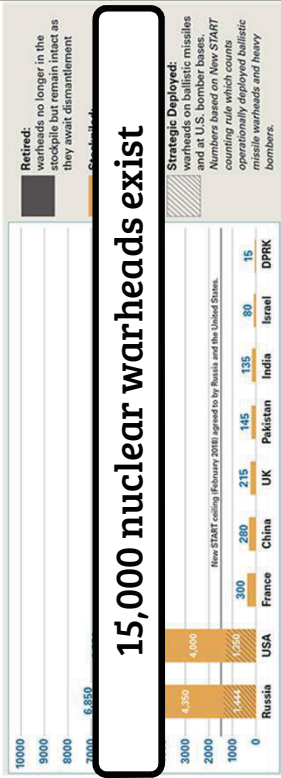 15,000 nuclear warheads exist
10000
9000
8000
7000
3000
2000
1000
0
6,850
4,350
1,444
4,000
1,250
300
280
215
145
135
80
15
New START ceiling (February 2018) agreed to by Russia and the United States.
Russia
USA
France
China
UK
Pakistan
India
Israel
DPRK
Retired:
warheads no longer in the
stockpile but remain intact as
they await dismantlement
Strategic Deployed:
warheads on ballistic missiles
and at U.S. bomber bases.
Numbers based on New START
counting rule which counts
operationally deployed ballistic
missile warheads and heavy
bombers.